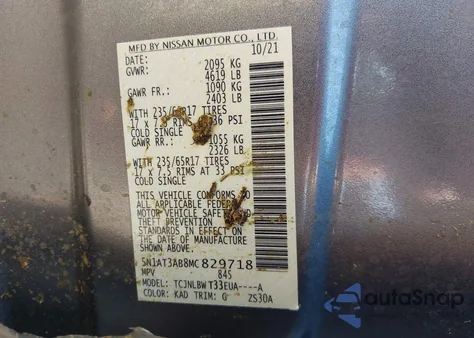 MFD BY NISSAN MOTOR CO., LTD.
DATE: 10/21
GVWR: 2095 KG
4619 LB
GAWR FR.: 1090 KG
2403 LB
WITH 235/65R17 TIRES
17 x 7.5 RIMS 36 PSI
COLD SINGLE
GAWR RR.: 1055 KG
2326 LB
WITH 235/65R17 TIRES
17 x 7.5 RIMS AT 33 PSI
COLD SINGLE
THIS VEHICLE CONFORMS TO
ALL APPLICABLE FEDERAL
MOTOR VEHICLE SAFETY
THEFT PREVENTION
STANDARDS IN EFFECT ON
THE DATE OF MANUFACTURE
SHOWN ABOVE.
5N1AT3AB8MC829718
MPV 845
MODEL: TCJNLBW T33EUA----A
COLOR: KAD TRIM: G ZS30A
autoSnap